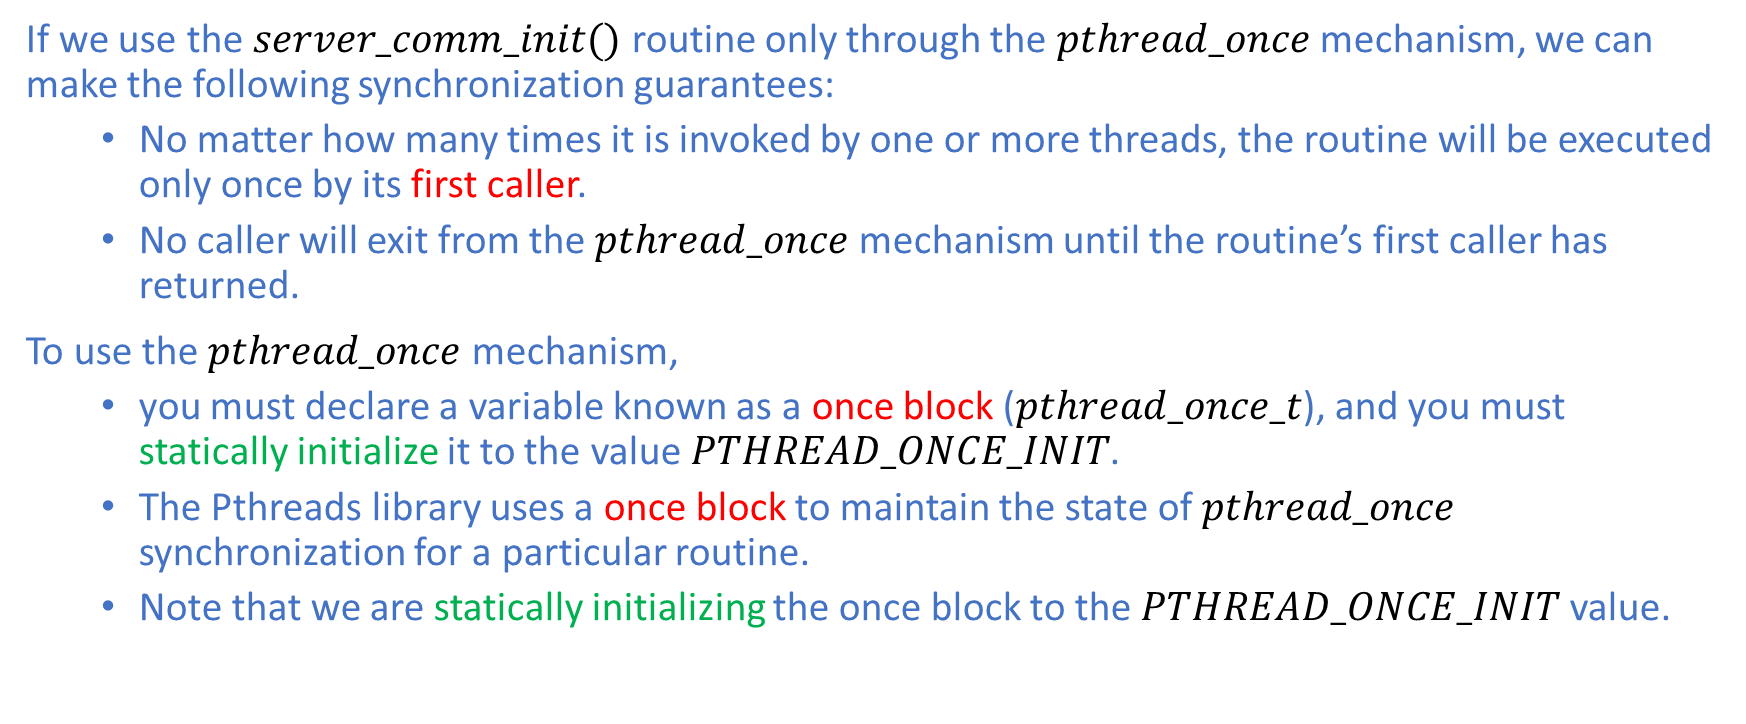 If we use the server_comm_init() routine only through the pthread_once mechanism, we can
make the following synchronization guarantees:
• No matter how many times it is invoked by one or more threads, the routine will be executed
only once by its first caller.
• No caller will exit from the pthread_once mechanism until the routine’s first caller has
returned.
To use the pthread_once mechanism,
• you must declare a variable known as a once block (pthread_once_t), and you must
statically initialize it to the value PTHREAD_ONCE_INIT.
• The Pthreads library uses a once block to maintain the state of pthread_once
synchronization for a particular routine.
• Note that we are statically initializing the once block to the PTHREAD_ONCE_INIT value.